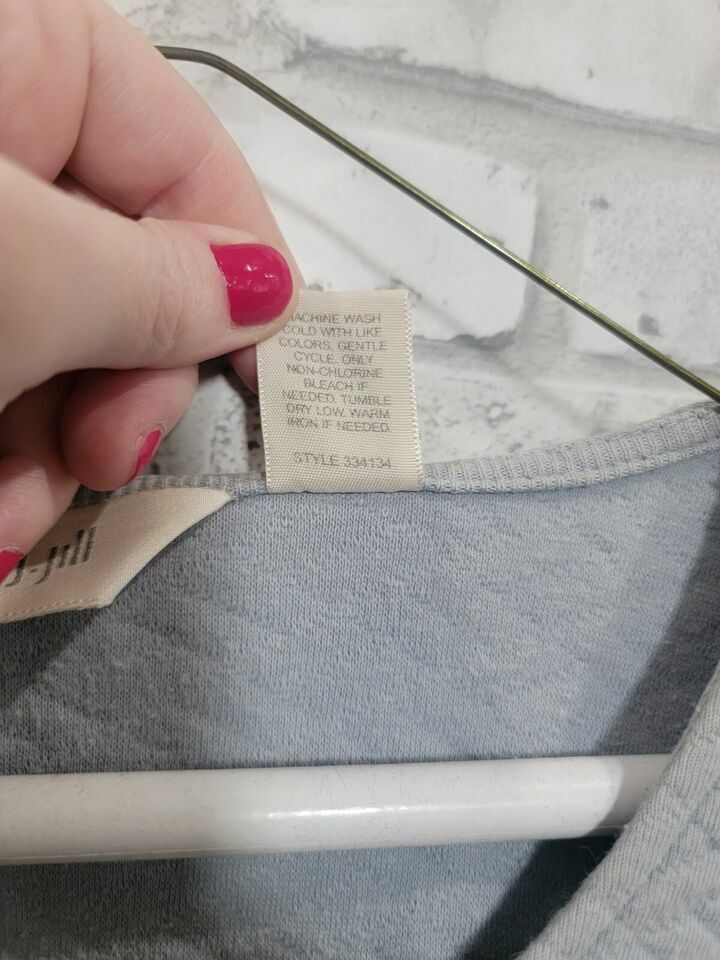 MACHINE WASH
COLD WITH LIKE
COLORS. GENTLE
CYCLE. ONLY
NON-CHLORINE
BLEACH IF
NEEDED. TUMBLE
DRY LOW. WARM
IRON IF NEEDED.
STYLE 334134
J.Jill